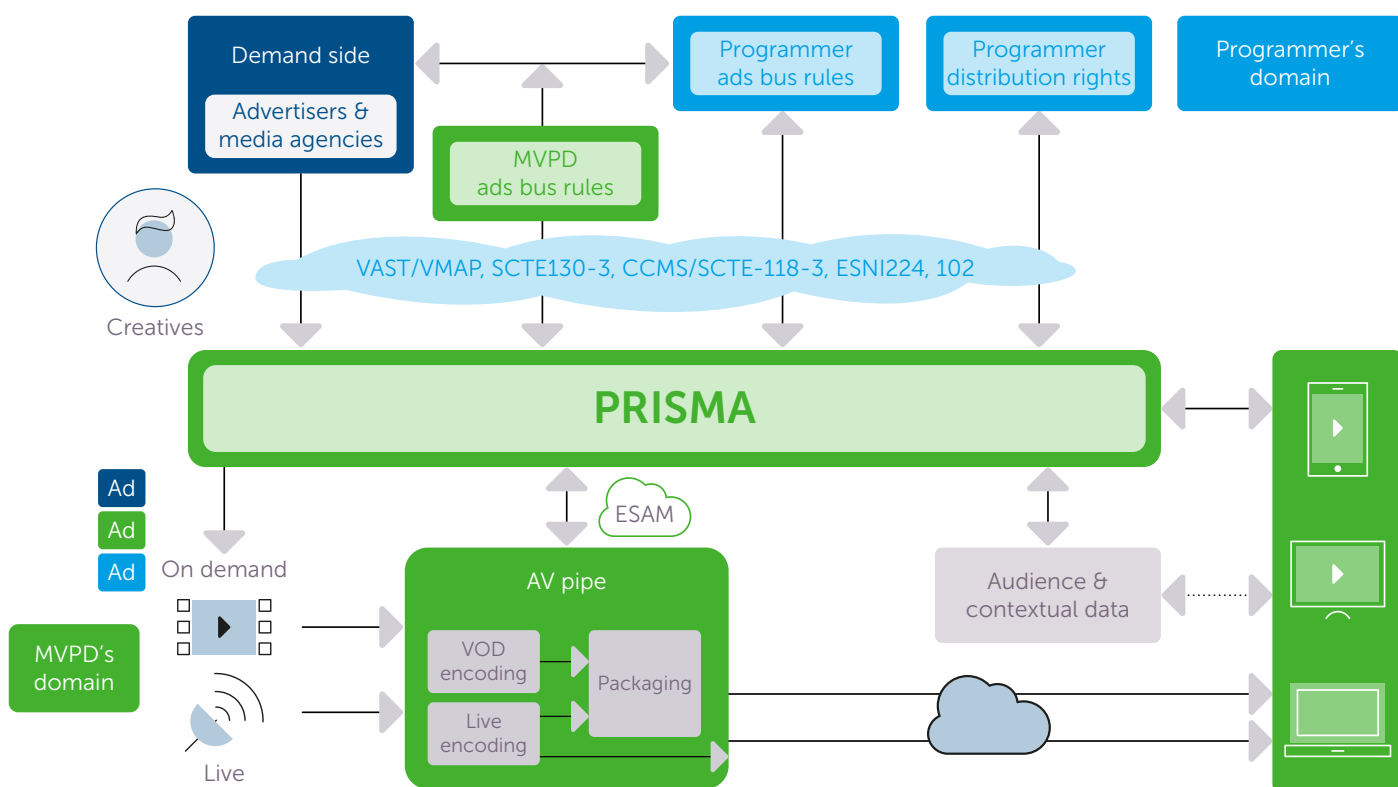 Demand side
Advertisers &
media agencies
Programmer
ads bus rules
Programmer
distribution rights
Programmer's
domain
MVPD
ads bus rules
VAST/VMAP, SCTE130-3, CCMS/SCTE-118-3, ESNI224, 102
Creatives
PRISMA
Ad
Ad
Ad
On demand
ESAM
AV pipe
Audience &
contextual data
MVPD's
domain
VOD
encoding
Packaging
Live
encoding
Live